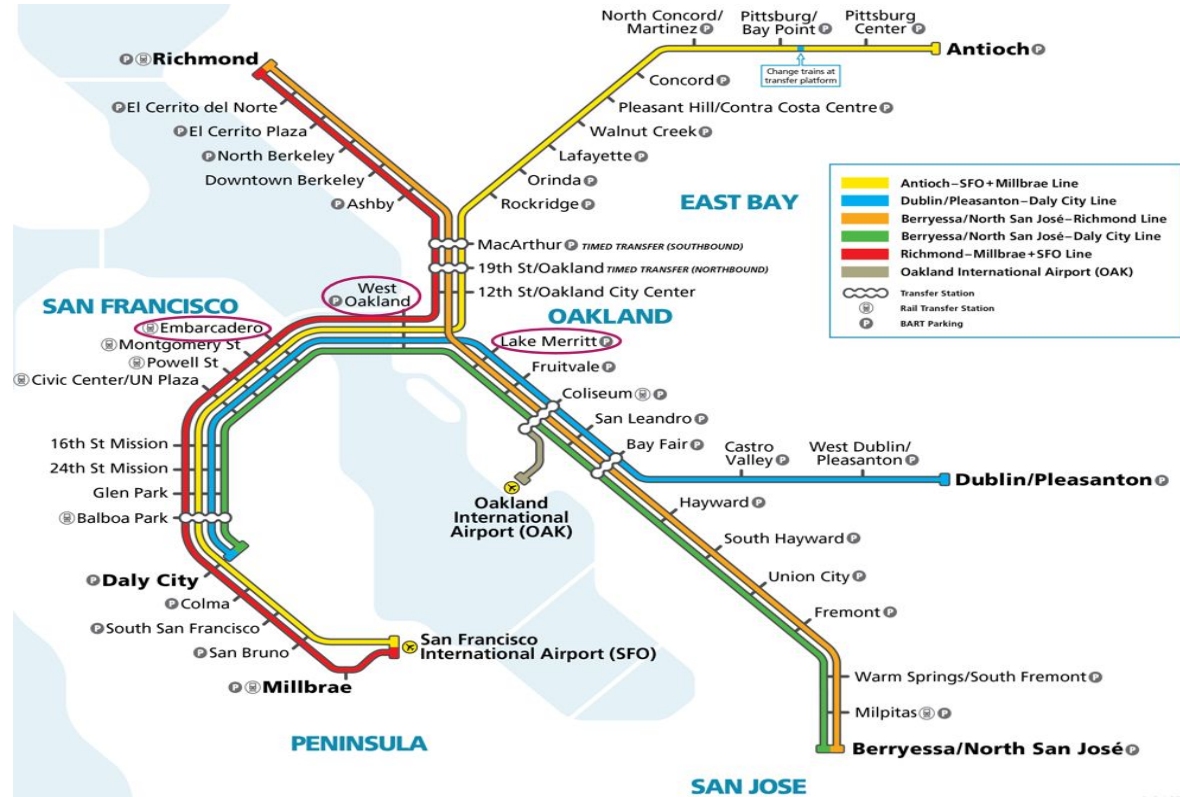 North Concord/
Martinez P
Pittsburg/
Bay Point P
Pittsburg
Center P
Antioch P
Change trains at
transfer platform
P Richmond
Concord P
Pleasant Hill/Contra Costa Centre P
Walnut Creek P
Lafayette P
Orinda P
Rockridge P
P El Cerrito del Norte
P El Cerrito Plaza
P North Berkeley
Downtown Berkeley
P Ashby
EAST BAY
Antioch–SFO+Millbrae Line
Dublin/Pleasanton–Daly City Line
Berryessa/North San José–Richmond Line
Berryessa/North San José–Daly City Line
Richmond–Millbrae+SFO Line
Oakland International Airport (OAK)
Transfer Station
Rail Transfer Station
P BART Parking
MacArthur P TIMED TRANSFER (SOUTHBOUND)
19th St/Oakland TIMED TRANSFER (NORTHBOUND)
12th St/Oakland City Center
SAN FRANCISCO
West
P Oakland
OAKLAND
Embarcadero
Montgomery St
Powell St
Civic Center/UN Plaza
16th St Mission
24th St Mission
Glen Park
Balboa Park
P Daly City
P Colma
P South San Francisco
P San Bruno
P Millbrae
San Francisco
International Airport (SFO)
Lake Merritt P
Fruitvale P
Coliseum P
San Leandro P
Bay Fair P
Castro
Valley P
West Dublin/
Pleasanton P
Dublin/Pleasanton P
Oakland
International
Airport (OAK)
Hayward P
South Hayward P
Union City P
Fremont P
Warm Springs/South Fremont P
Milpitas P
Berryessa/North San José P
PENINSULA
SAN JOSE